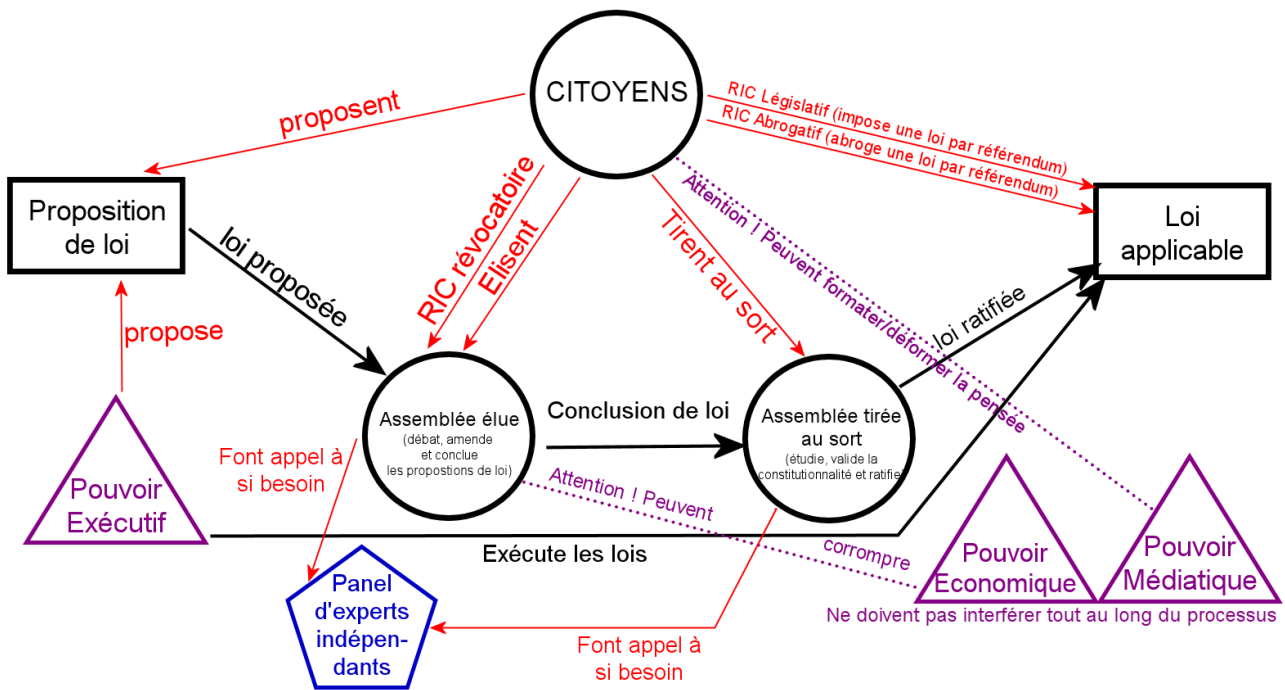 CITOYENS
proposent
RIC Législatif (impose une loi par référendum)
RIC Abrogatif (abroge une loi par référendum)
Proposition
de loi
Loi
applicable
loi proposée
RIC révocatoire
Elisent
Tirent au sort
Attention ! Peuvent formater/déformer la pensée
loi ratifiée
propose
Assemblée élue
(débat, amende
et conclue
les propostions de loi)
Conclusion de loi
Assemblée tirée
au sort
(étudie, valide la
constitutionnalité et ratifie)
Font appel à
si besoin
Attention ! Peuvent
corrompre
Pouvoir
Exécutif
Exécute les lois
Pouvoir
Economique
Pouvoir
Médiatique
Ne doivent pas interférer tout au long du processus
Panel
d'experts
indépen-
dants
Font appel à
si besoin